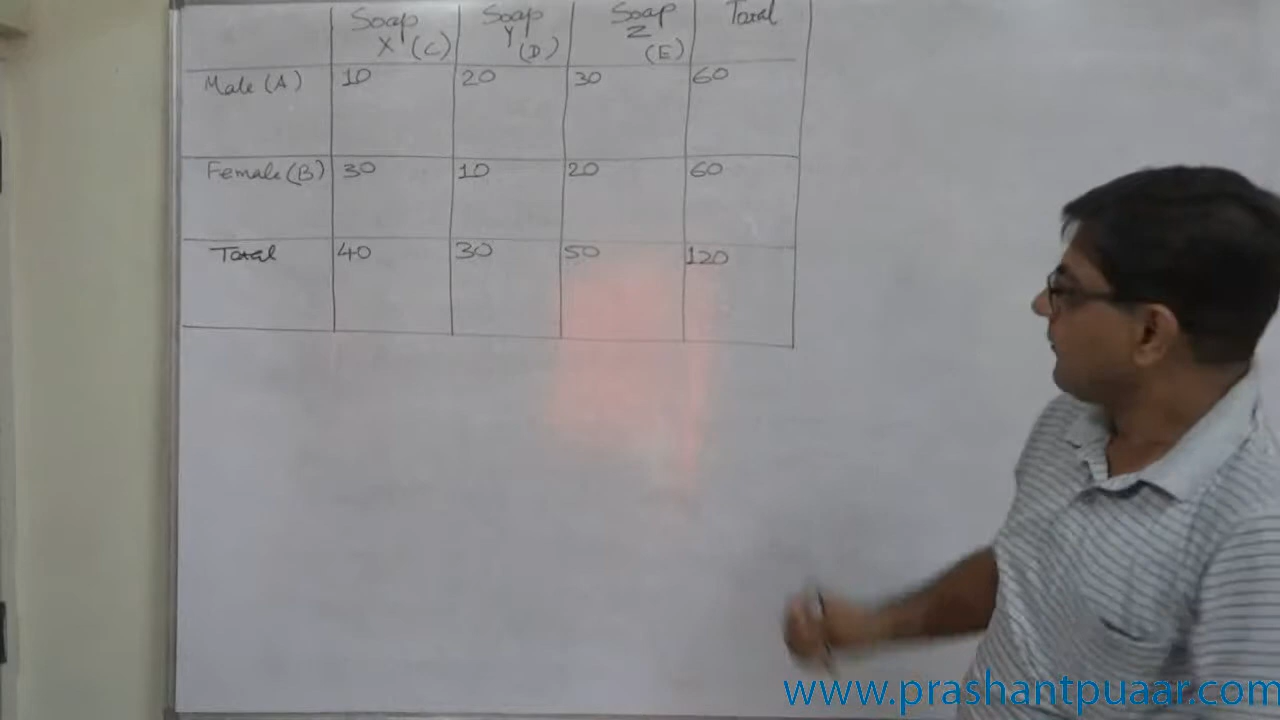 Soap X (C) Soap Y (D) Soap Z (E) Total
Male (A) 10 20 30 60
Female (B) 30 10 20 60
Total 40 30 50 120
www.prashantpuaar.com